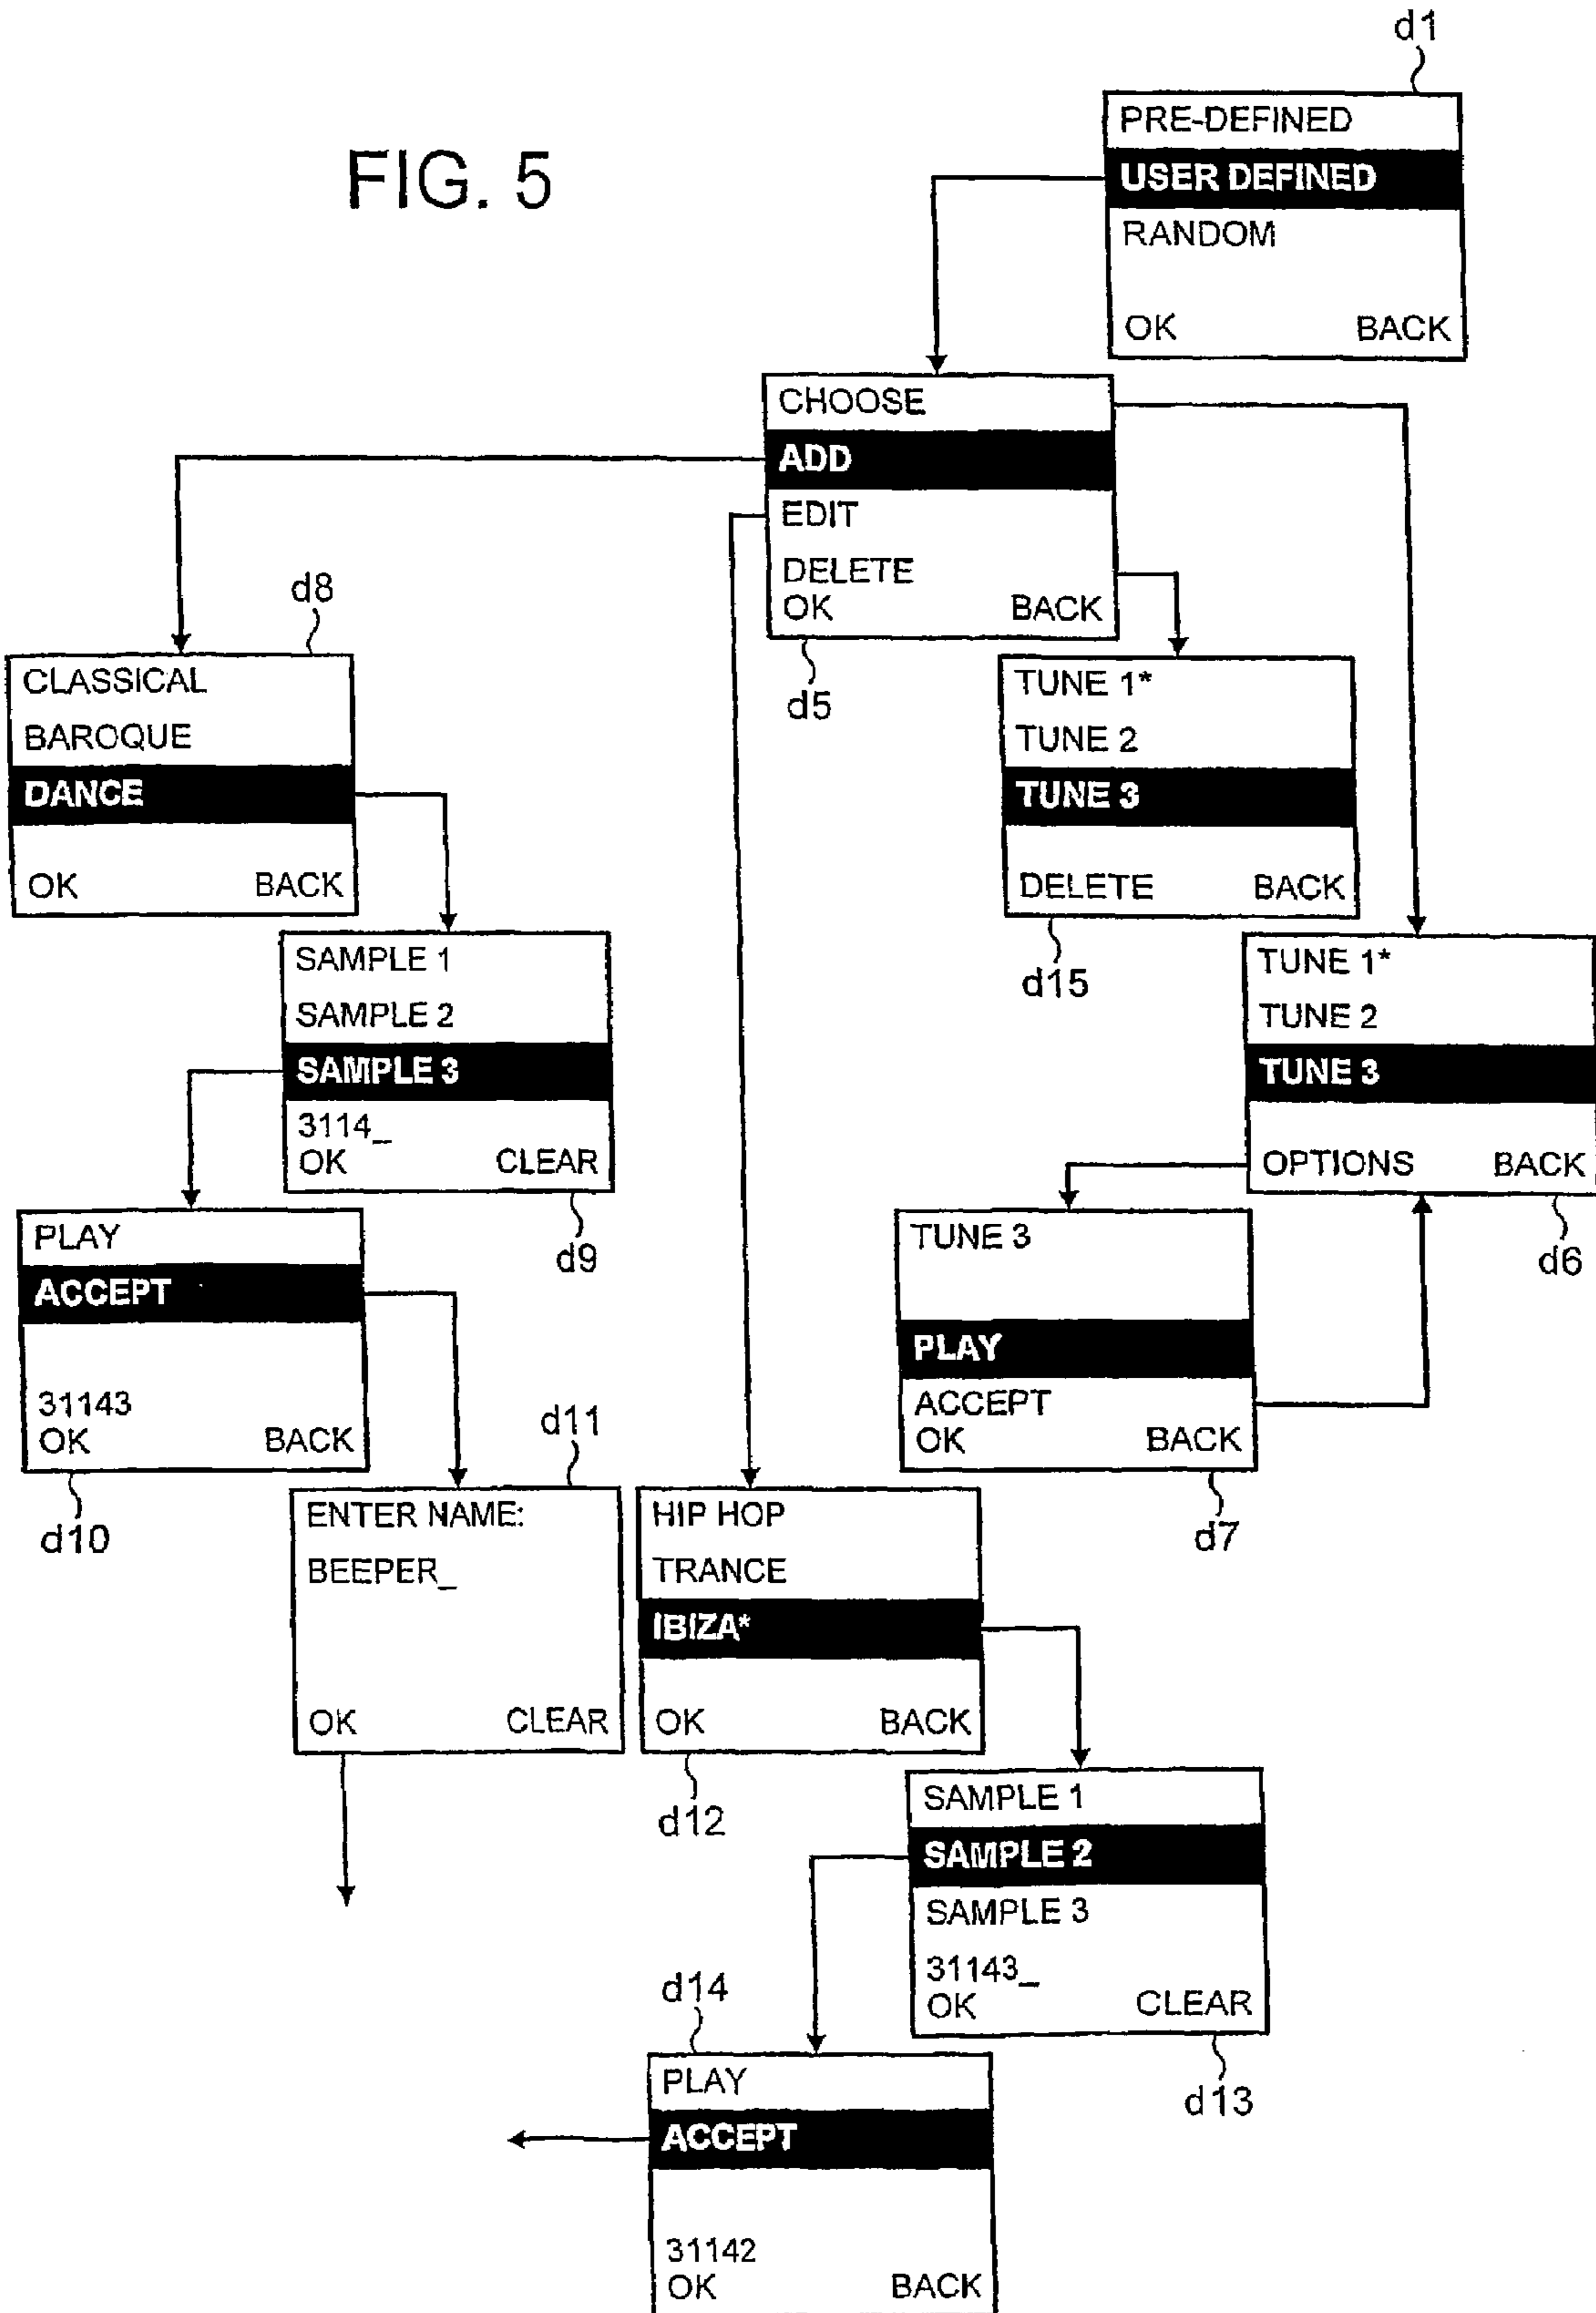 FIG. 5
d1
PRE-DEFINED
USER DEFINED
RANDOM
OK BACK
CHOOSE
ADD
EDIT
DELETE
OK BACK
d5
d8
CLASSICAL
BAROQUE
DANCE
OK BACK
TUNE 1*
TUNE 2
TUNE 3
DELETE BACK
d15
SAMPLE 1
SAMPLE 2
SAMPLE 3
3114_
OK CLEAR
d9
TUNE 1*
TUNE 2
TUNE 3
OPTIONS BACK
d6
PLAY
ACCEPT
31143
OK BACK
d10
TUNE 3
PLAY
ACCEPT
OK BACK
d7
d11
ENTER NAME:
BEEPER_
OK CLEAR
HIP HOP
TRANCE
IBIZA*
OK BACK
d12
SAMPLE 1
SAMPLE 2
SAMPLE 3
31143_
OK CLEAR
d13
d14
PLAY
ACCEPT
31142
OK BACK